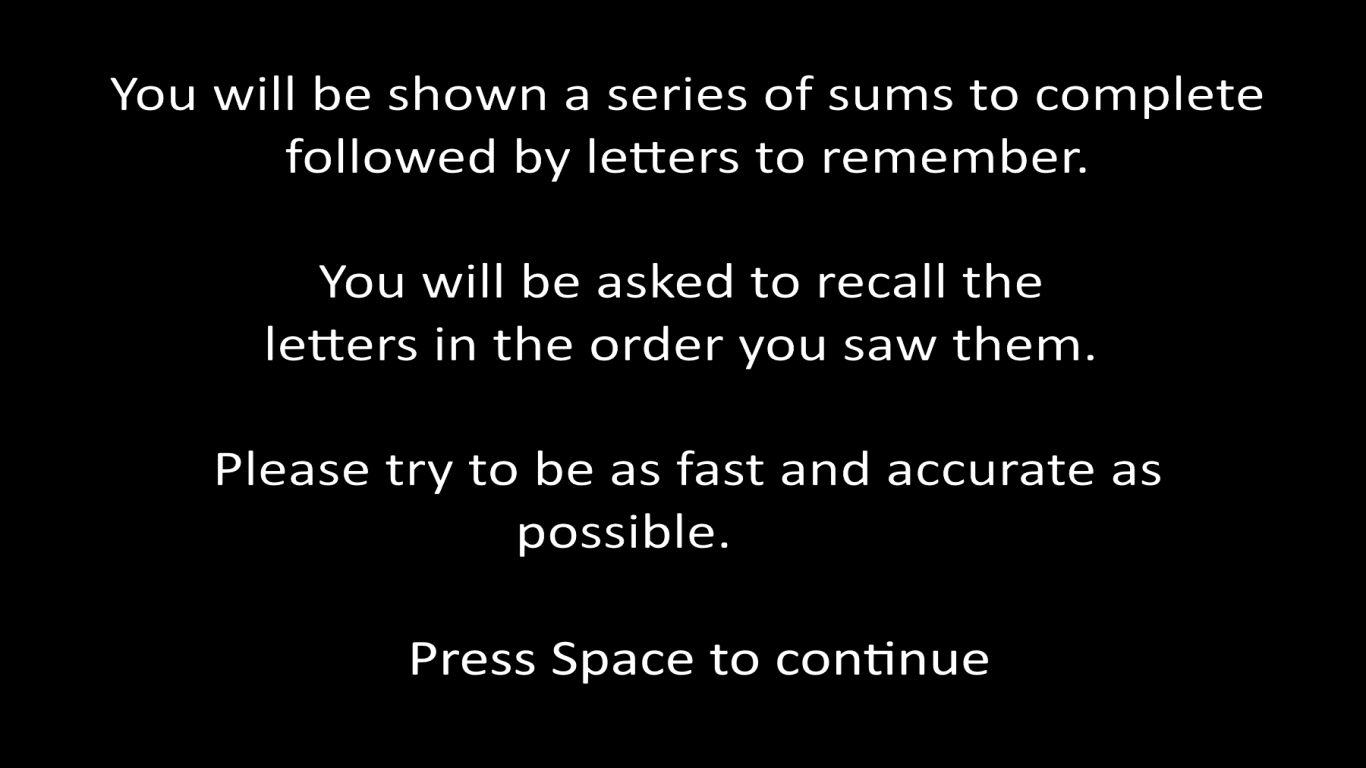 You will be shown a series of sums to complete
followed by letters to remember.
You will be asked to recall the
letters in the order you saw them.
Please try to be as fast and accurate as
possible.
Press Space to continue